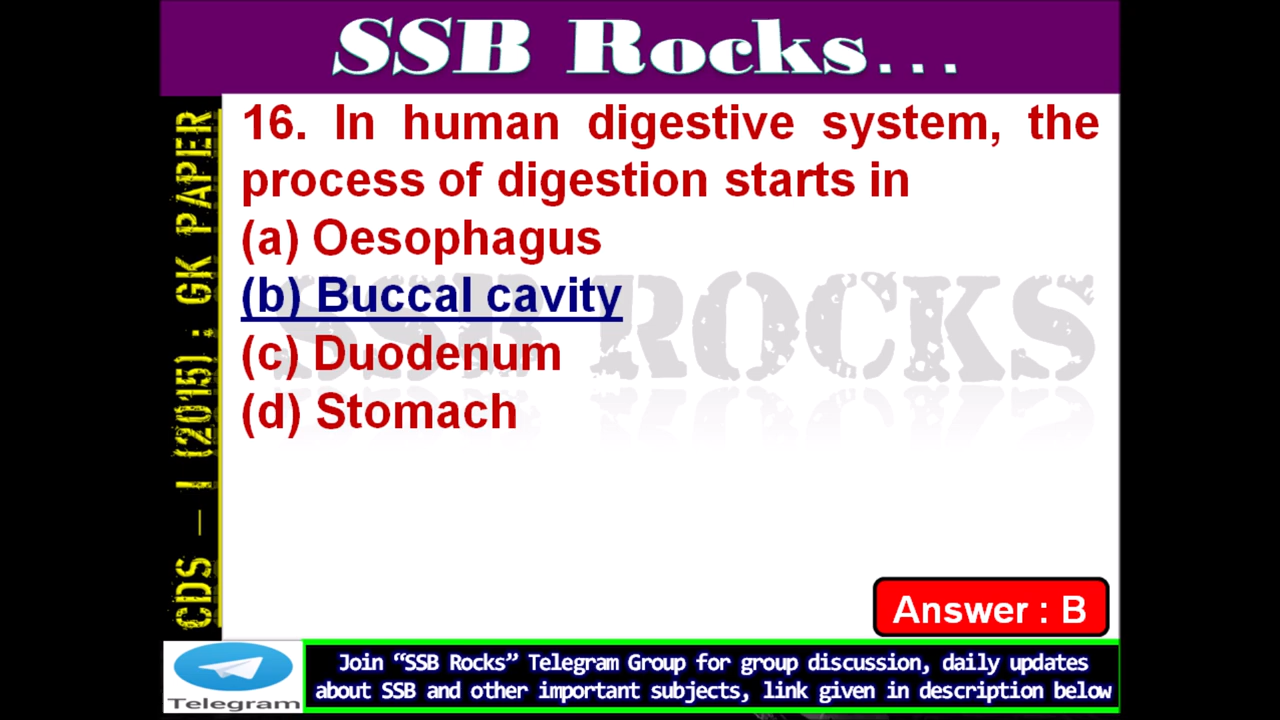 SSB Rocks...
CDS – I (2015) : GK PAPER
16. In human digestive system, the
process of digestion starts in
(a) Oesophagus
(b) Buccal cavity
(c) Duodenum
(d) Stomach
SSB ROCKS
Answer : B
Telegram
Join “SSB Rocks” Telegram Group for group discussion, daily updates
about SSB and other important subjects, link given in description below